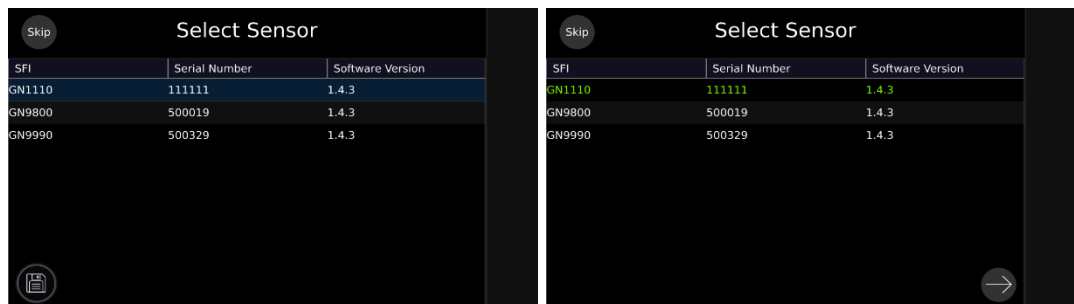 Skip Select Sensor
SFI Serial Number Software Version
GN1110 111111 1.4.3
GN9800 500019 1.4.3
GN9990 500329 1.4.3
Skip Select Sensor
SFI Serial Number Software Version
GN1110 111111 1.4.3
GN9800 500019 1.4.3
GN9990 500329 1.4.3